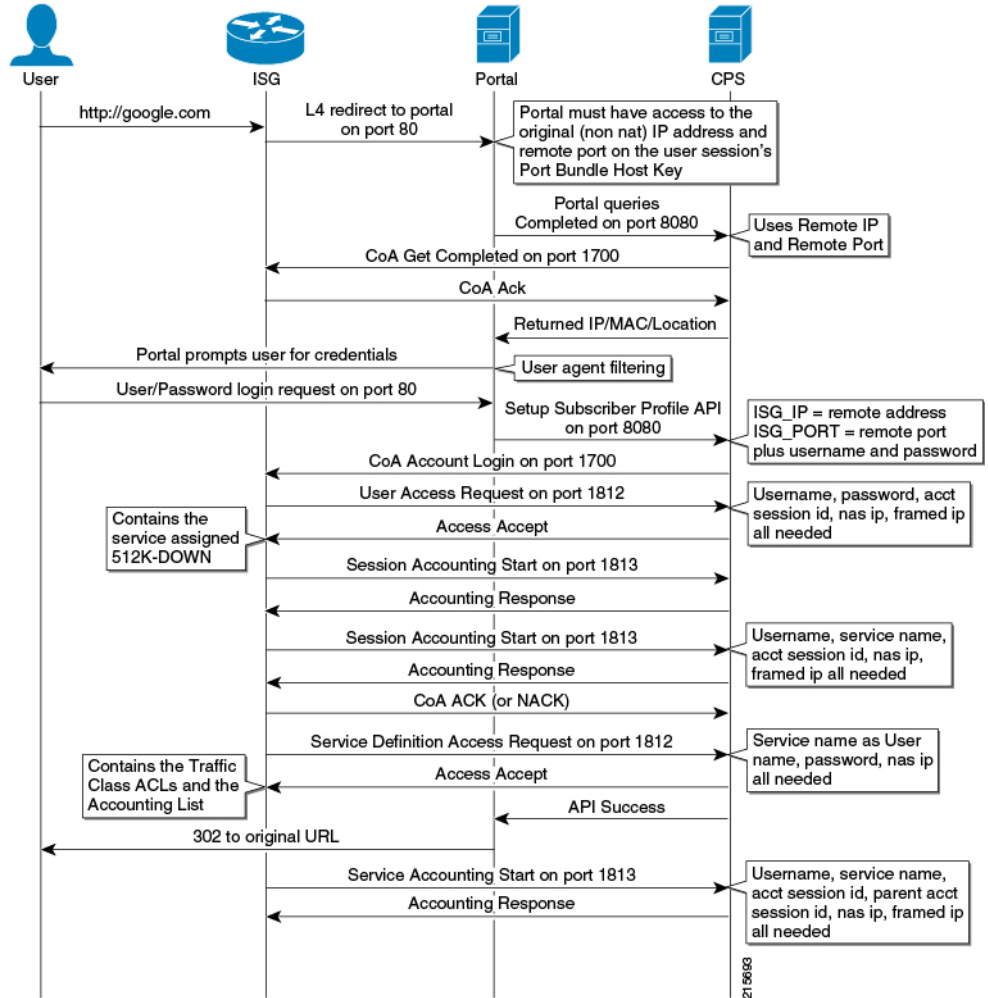 User
ISG
Portal
CPS
http://google.com
L4 redirect to portal
on port 80
Portal must have access to the
original (non nat) IP address and
remote port on the user session's
Port Bundle Host Key
Portal queries
Completed on port 8080
Uses Remote IP
and Remote Port
CoA Get Completed on port 1700
CoA Ack
Returned IP/MAC/Location
Portal prompts user for credentials
User agent filtering
User/Password login request on port 80
Setup Subscriber Profile API
on port 8080
ISG_IP = remote address
ISG_PORT = remote port
plus username and password
CoA Account Login on port 1700
User Access Request on port 1812
Username, password, acct
session id, nas ip, framed ip
all needed
Contains the
service assigned
512K-DOWN
Access Accept
Session Accounting Start on port 1813
Accounting Response
Session Accounting Start on port 1813
Username, service name,
acct session id, nas ip,
framed ip all needed
Accounting Response
CoA ACK (or NACK)
Service Definition Access Request on port 1812
Service name as User
name, password, nas ip
all needed
Contains the Traffic
Class ACLs and the
Accounting List
Access Accept
API Success
302 to original URL
Service Accounting Start on port 1813
Username, service name,
acct session id, parent acct
session id, nas ip, framed ip
all needed
Accounting Response
215693